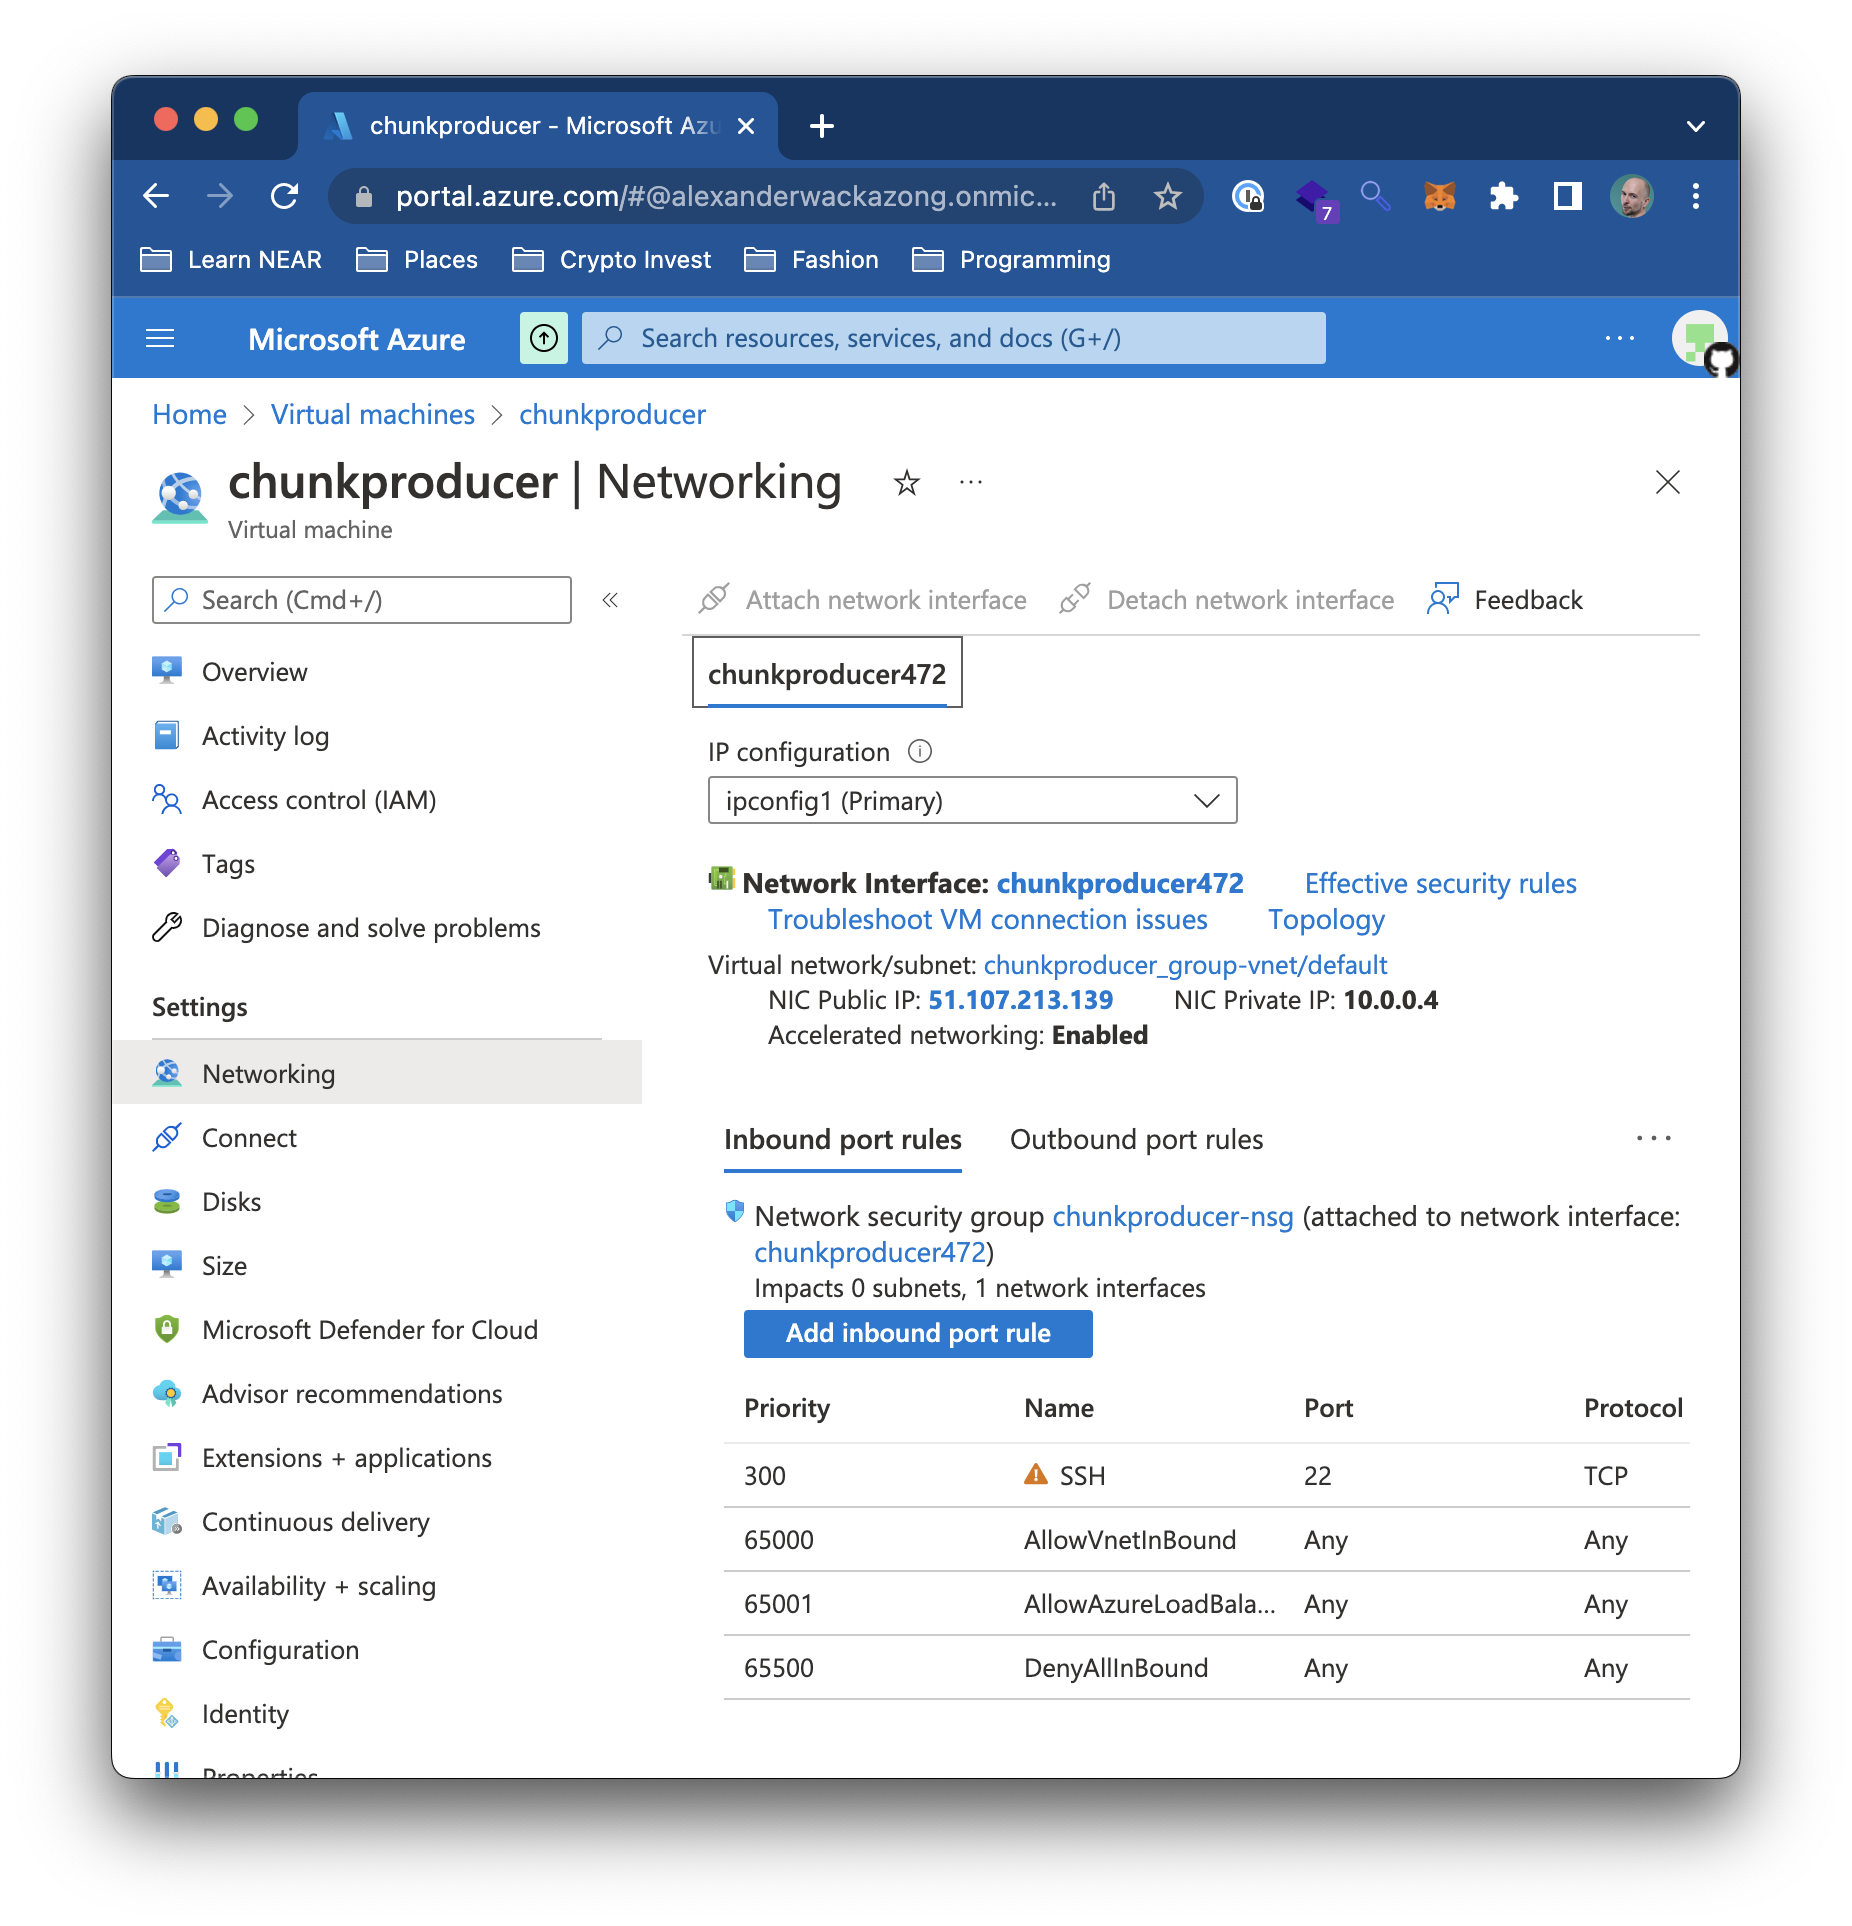 chunkproducer - Microsoft Azu
portal.azure.com/#@alexanderwackazong.onmic...
7
Learn NEAR Places Crypto Invest Fashion Programming
Microsoft Azure Search resources, services, and docs (G+/) ...
Home > Virtual machines > chunkproducer
chunkproducer | Networking ...
Virtual machine
Search (Cmd+/) «
Overview
Activity log
Access control (IAM)
Tags
Diagnose and solve problems
Settings
Networking
Connect
Disks
Size
Microsoft Defender for Cloud
Advisor recommendations
Extensions + applications
Continuous delivery
Availability + scaling
Configuration
Identity
Properties
Attach network interface Detach network interface Feedback
chunkproducer472
IP configuration
ipconfig1 (Primary)
Network Interface: chunkproducer472 Effective security rules
Troubleshoot VM connection issues Topology
Virtual network/subnet: chunkproducer_group-vnet/default
NIC Public IP: 51.107.213.139 NIC Private IP: 10.0.0.4
Accelerated networking: Enabled
Inbound port rules Outbound port rules ...
Network security group chunkproducer-nsg (attached to network interface:
chunkproducer472)
Impacts 0 subnets, 1 network interfaces
Add inbound port rule
Priority Name Port Protocol
300 SSH 22 TCP
65000 AllowVnetInBound Any Any
65001 AllowAzureLoadBala... Any Any
65500 DenyAllInBound Any Any